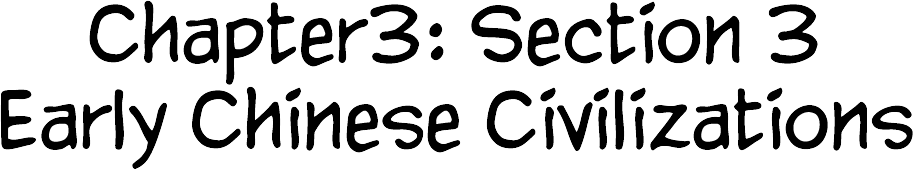 Chapter3: Section 3
Early Chinese Civilizations